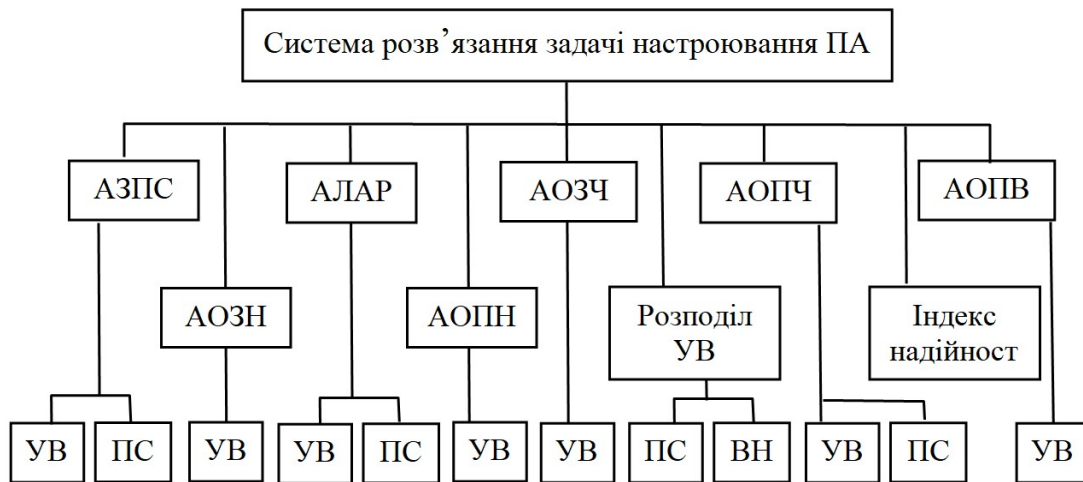 Система розв’язання задачі настроювання ПА
АЗПС
АЛАР
АОЗЧ
АОПЧ
АОПВ
АОЗН
АОПН
Розподіл
УВ
Індекс
надійност
УВ
ПС
УВ
УВ
ПС
УВ
УВ
ПС
ВН
УВ
ПС
УВ